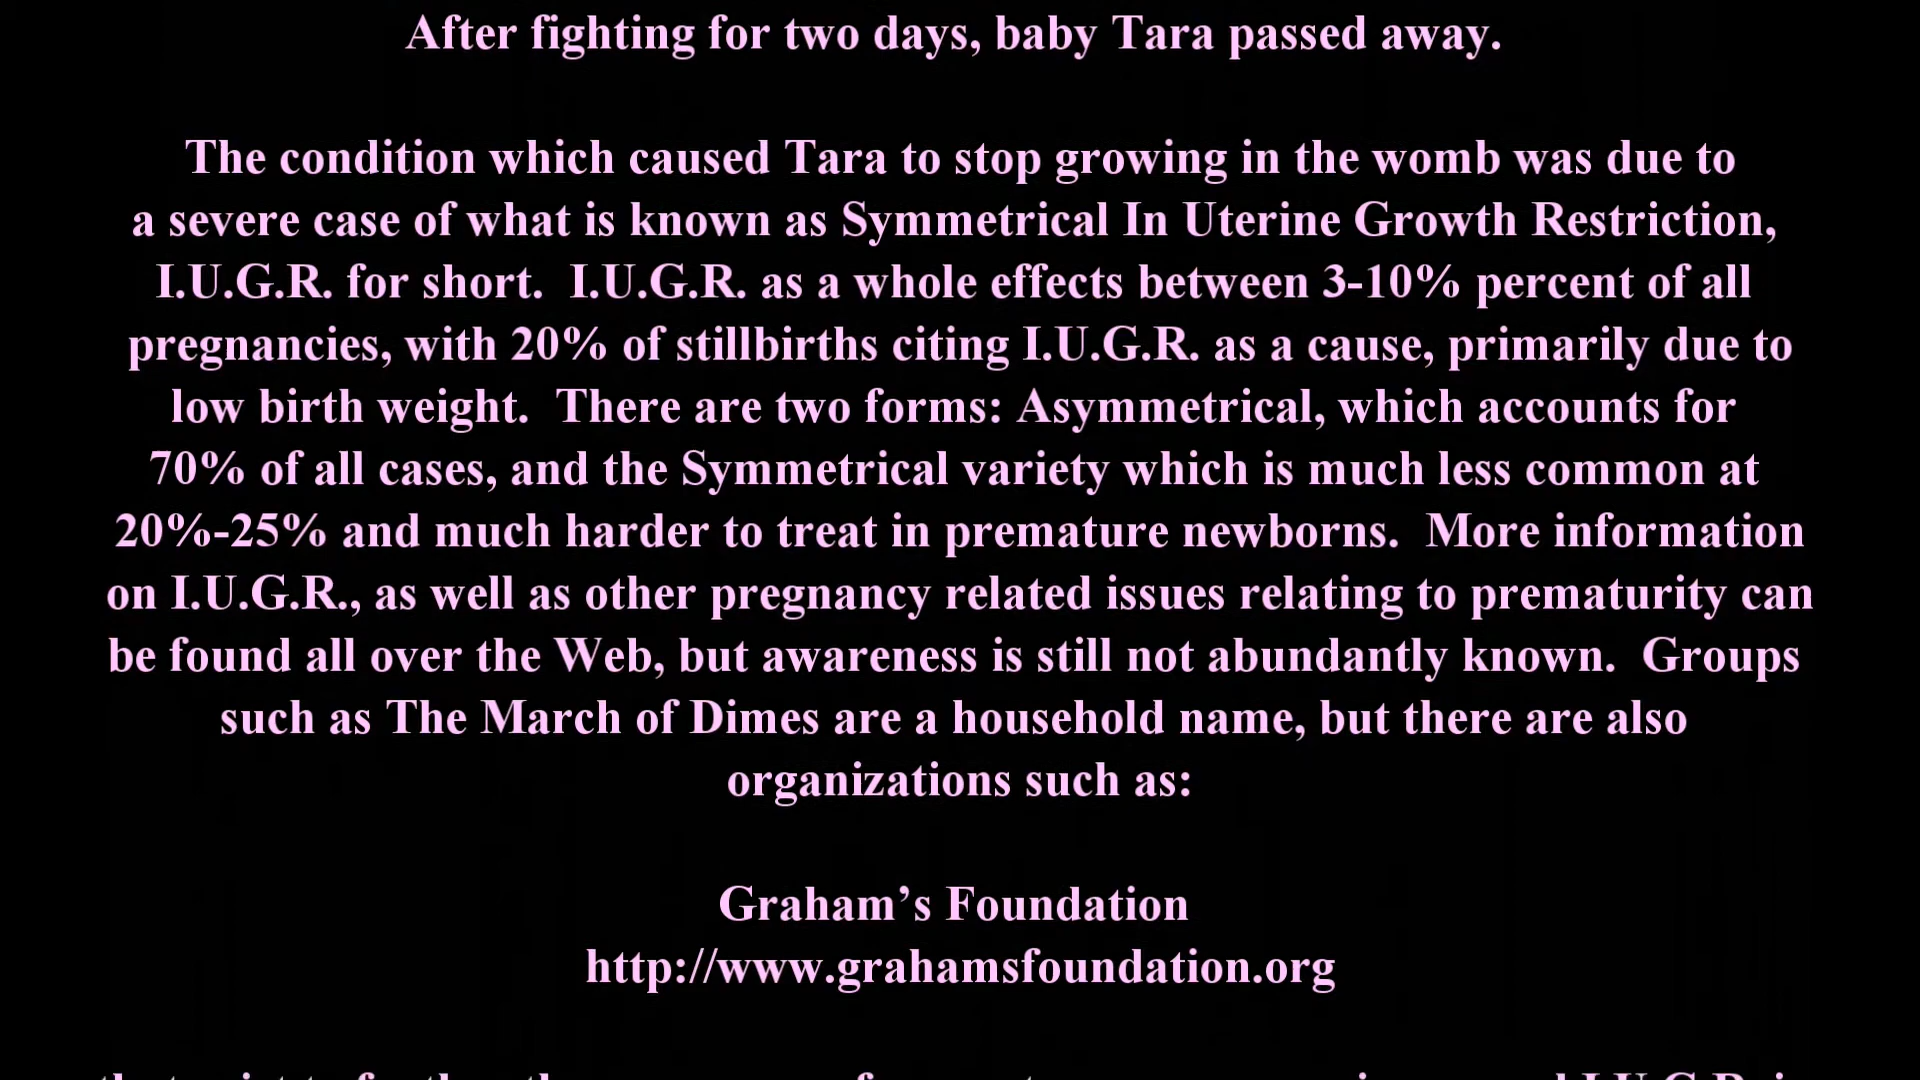 After fighting for two days, baby Tara passed away.
The condition which caused Tara to stop growing in the womb was due to
a severe case of what is known as Symmetrical In Uterine Growth Restriction,
I.U.G.R. for short.  I.U.G.R. as a whole effects between 3-10% percent of all
pregnancies, with 20% of stillbirths citing I.U.G.R. as a cause, primarily due to
low birth weight.  There are two forms: Asymmetrical, which accounts for
70% of all cases, and the Symmetrical variety which is much less common at
20%-25% and much harder to treat in premature newborns.  More information
on I.U.G.R., as well as other pregnancy related issues relating to prematurity can
be found all over the Web, but awareness is still not abundantly known.  Groups
such as The March of Dimes are a household name, but there are also
organizations such as:
Graham’s Foundation
http://www.grahamsfoundation.org